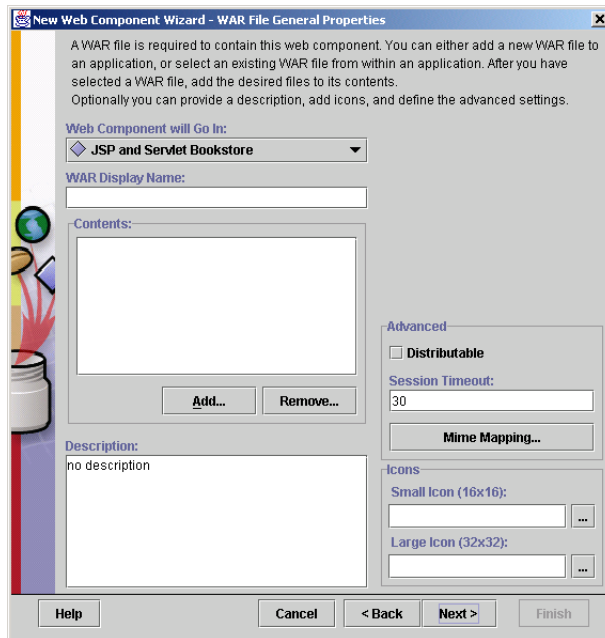 New Web Component Wizard - WAR File General Properties
A WAR file is required to contain this web component. You can either add a new WAR file to
an application, or select an existing WAR file from within an application. After you have
selected a WAR file, add the desired files to its contents.
Optionally you can provide a description, add icons, and define the advanced settings.
Web Component will Go In:
JSP and Servlet Bookstore
WAR Display Name:
Contents:
Add...
Remove...
Advanced
Distributable
Session Timeout:
30
Mime Mapping...
Description:
no description
Icons
Small Icon (16x16):
...
Large Icon (32x32):
...
Help
Cancel
< Back
Next >
Finish